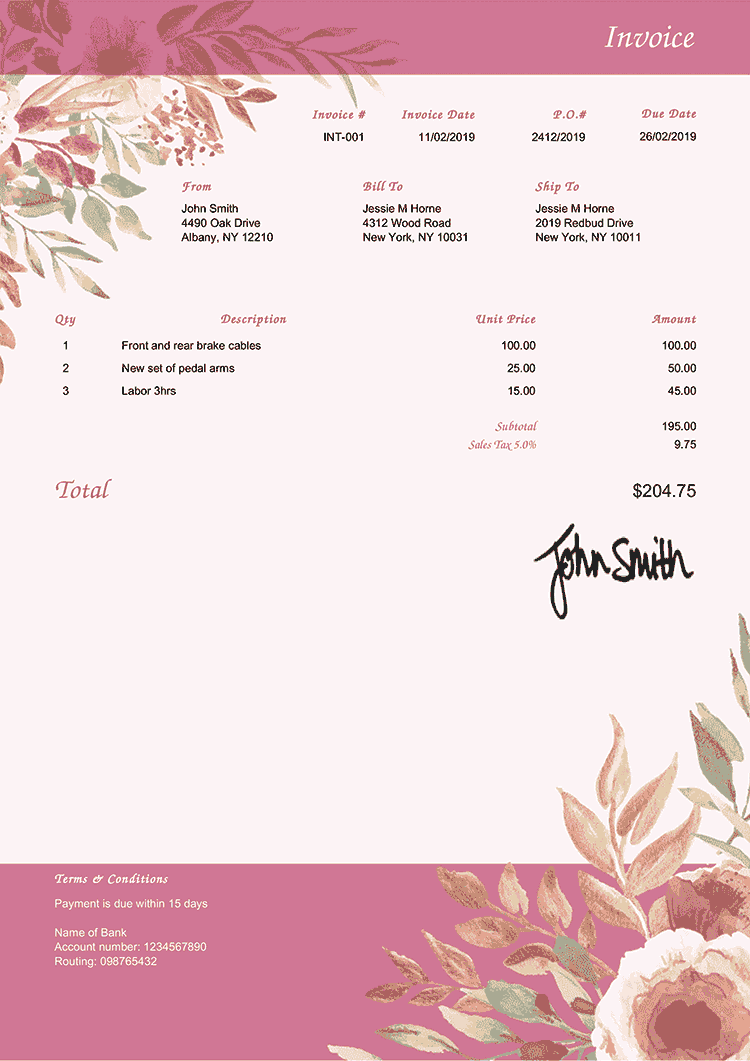 Invoice
Invoice # Invoice Date P.O.# Due Date
INT-001 11/02/2019 2412/2019 26/02/2019
From Bill To Ship To
John Smith Jessie M Horne Jessie M Horne
4490 Oak Drive 4312 Wood Road 2019 Redbud Drive
Albany, NY 12210 New York, NY 10031 New York, NY 10011
Qty Description Unit Price Amount
1 Front and rear brake cables 100.00 100.00
2 New set of pedal arms 25.00 50.00
3 Labor 3hrs 15.00 45.00
Subtotal 195.00
Sales Tax 5.0% 9.75
Total $204.75
John Smith
Terms & Conditions
Payment is due within 15 days
Name of Bank
Account number: 1234567890
Routing: 098765432